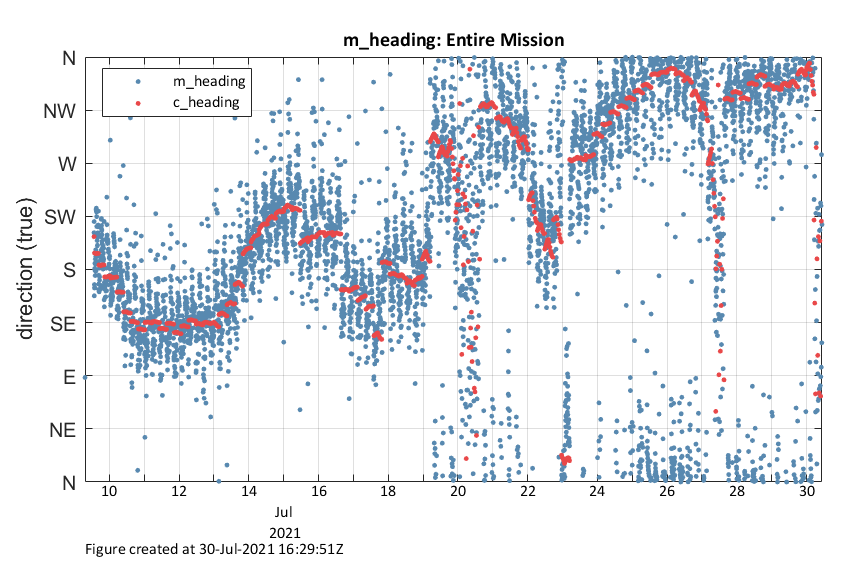 m_heading: Entire Mission
m_heading
c_heading
direction (true)
N
NW
W
SW
S
SE
E
NE
N
10 12 14 16 18 20 22 24 26 28 30
Jul
2021
Figure created at 30-Jul-2021 16:29:51Z